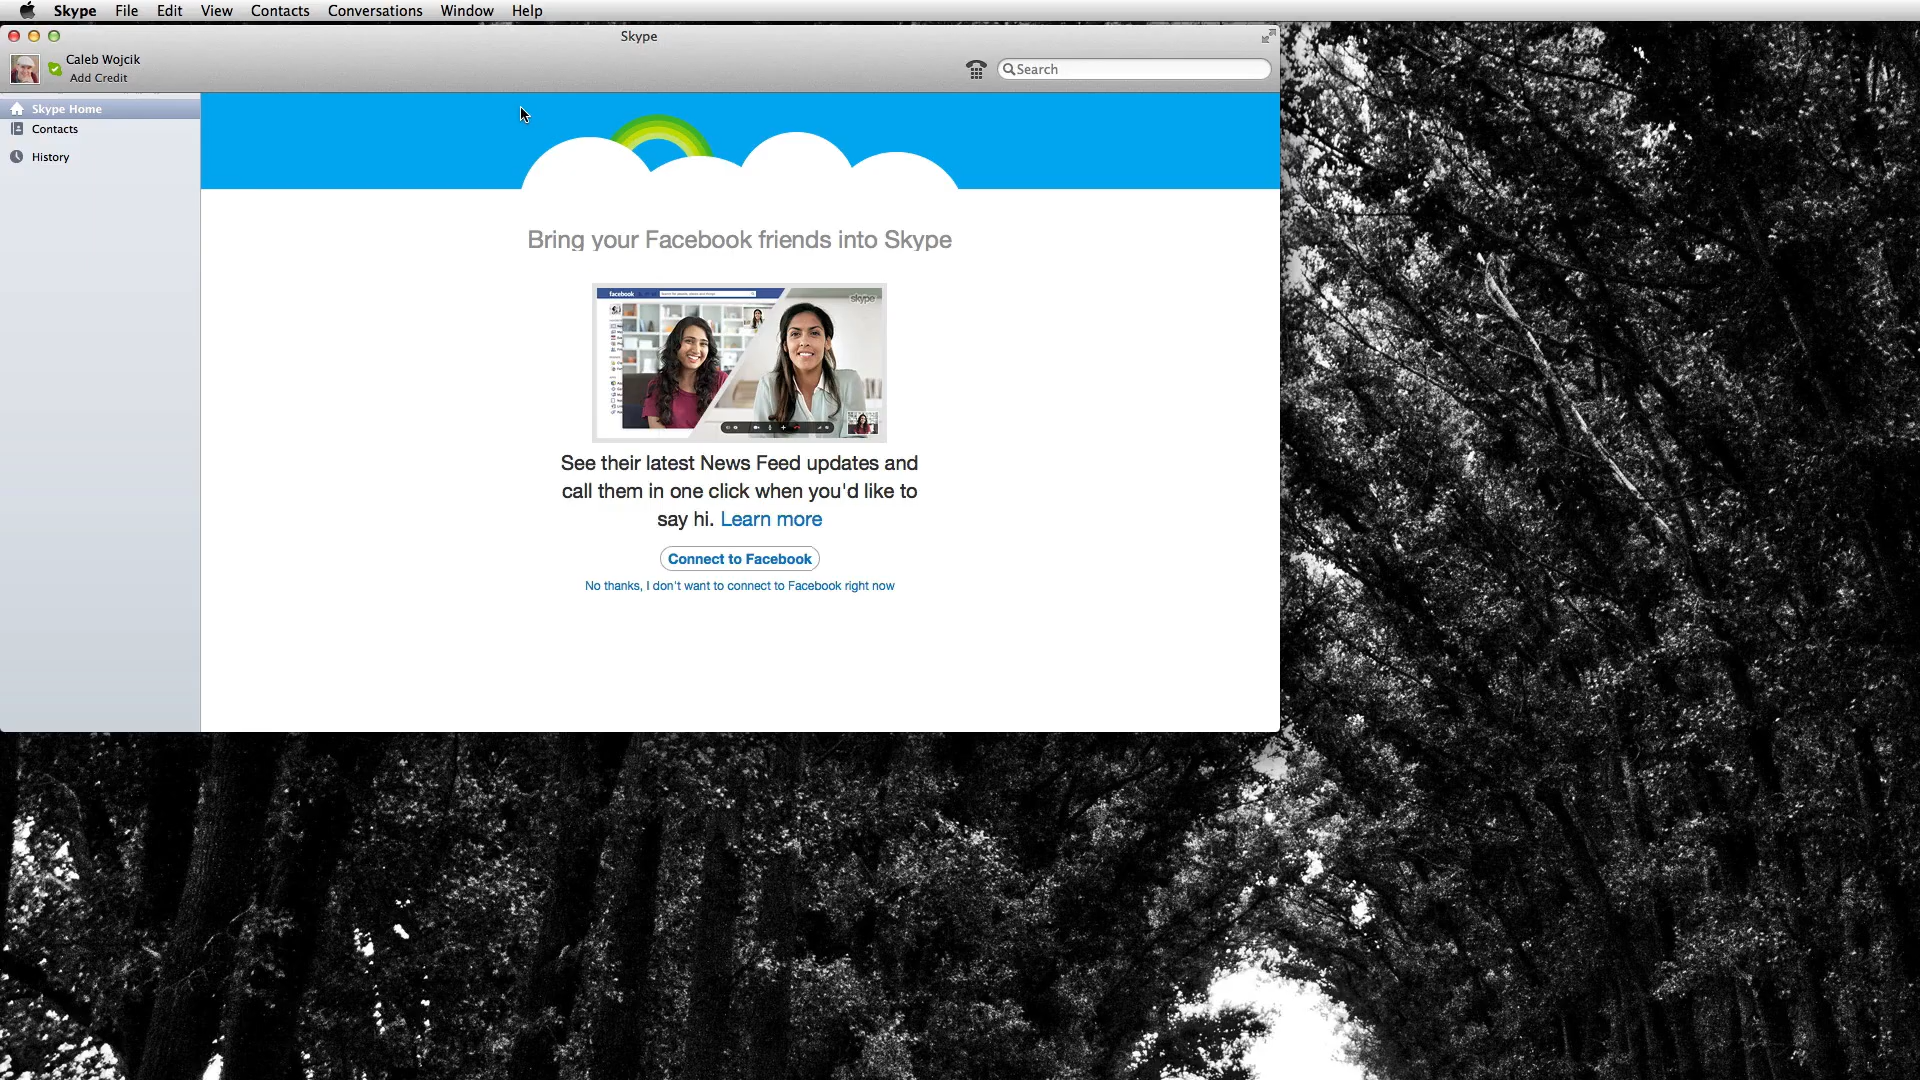 Skype File Edit View Contacts Conversations Window Help
Skype
Caleb Wojcik
Add Credit
Search
Skype Home
Contacts
History
Bring your Facebook friends into Skype
facebook
skype
See their latest News Feed updates and
call them in one click when you'd like to
say hi. Learn more
Connect to Facebook
No thanks, I don't want to connect to Facebook right now